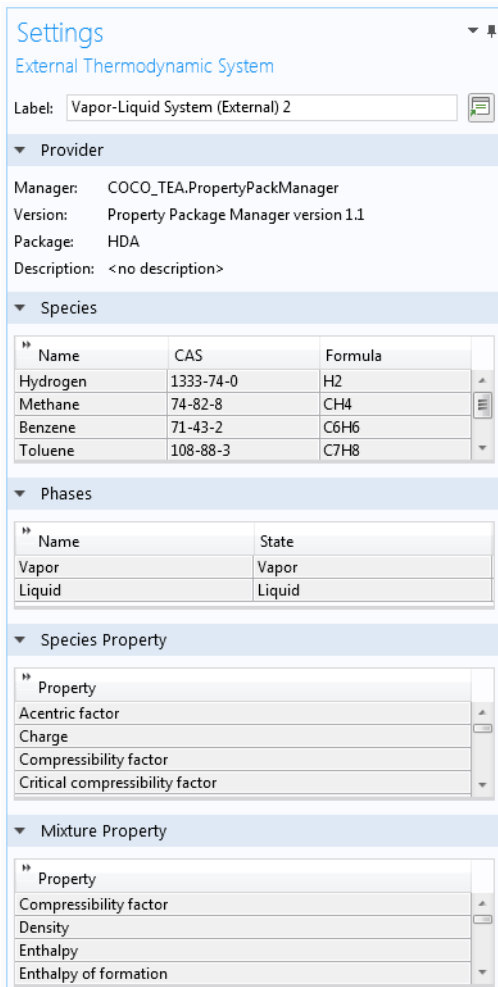 Settings
External Thermodynamic System
Label: Vapor-Liquid System (External) 2
Provider
Manager: COCO_TEA.PropertyPackManager
Version: Property Package Manager version 1.1
Package: HDA
Description: <no description>
Species
Name CAS Formula
Hydrogen 1333-74-0 H2
Methane 74-82-8 CH4
Benzene 71-43-2 C6H6
Toluene 108-88-3 C7H8
Phases
Name State
Vapor Vapor
Liquid Liquid
Species Property
Property
Acentric factor
Charge
Compressibility factor
Critical compressibility factor
Mixture Property
Property
Compressibility factor
Density
Enthalpy
Enthalpy of formation